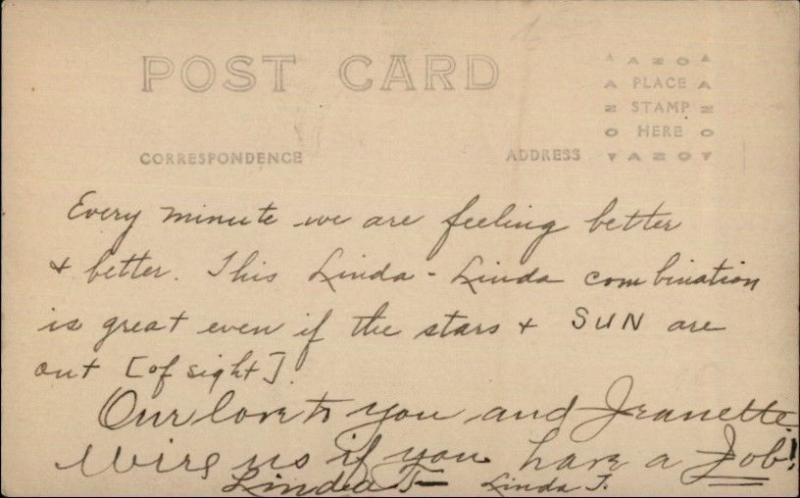 POST CARD
A AZO A
A PLACE A
Z STAMP Z
O HERE O
CORRESPONDENCE
ADDRESS
AZO
Every minute we are feeling better
& better. This Linda - Linda combination
is great even if the stars & SUN are
out [of sight]
Our love to you and Jeanette
Wire us if you have a Job!
Linda T- Linda T.